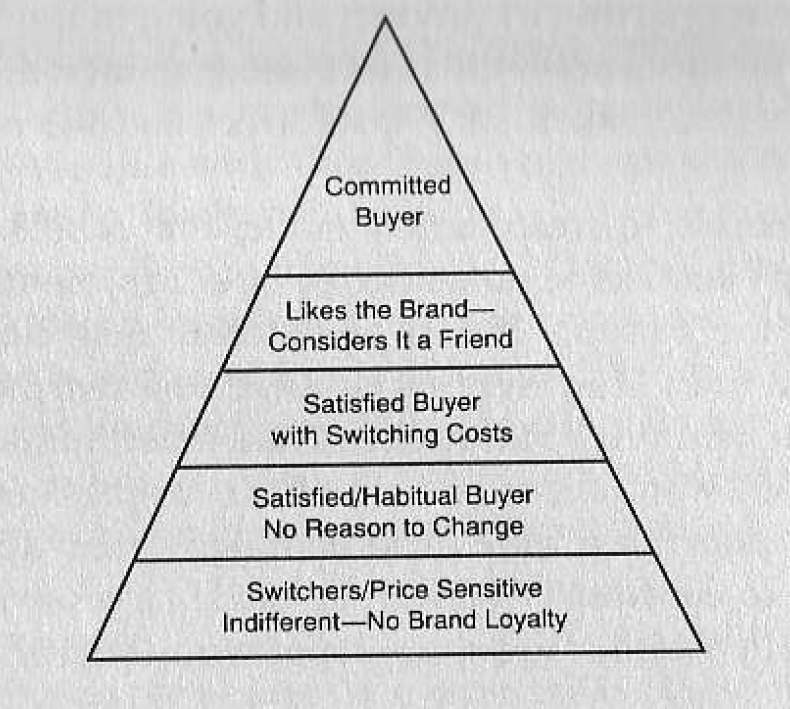 Committed
Buyer
Likes the Brand—
Considers It a Friend
Satisfied Buyer
with Switching Costs
Satisfied/Habitual Buyer
No Reason to Change
Switchers/Price Sensitive
Indifferent—No Brand Loyalty